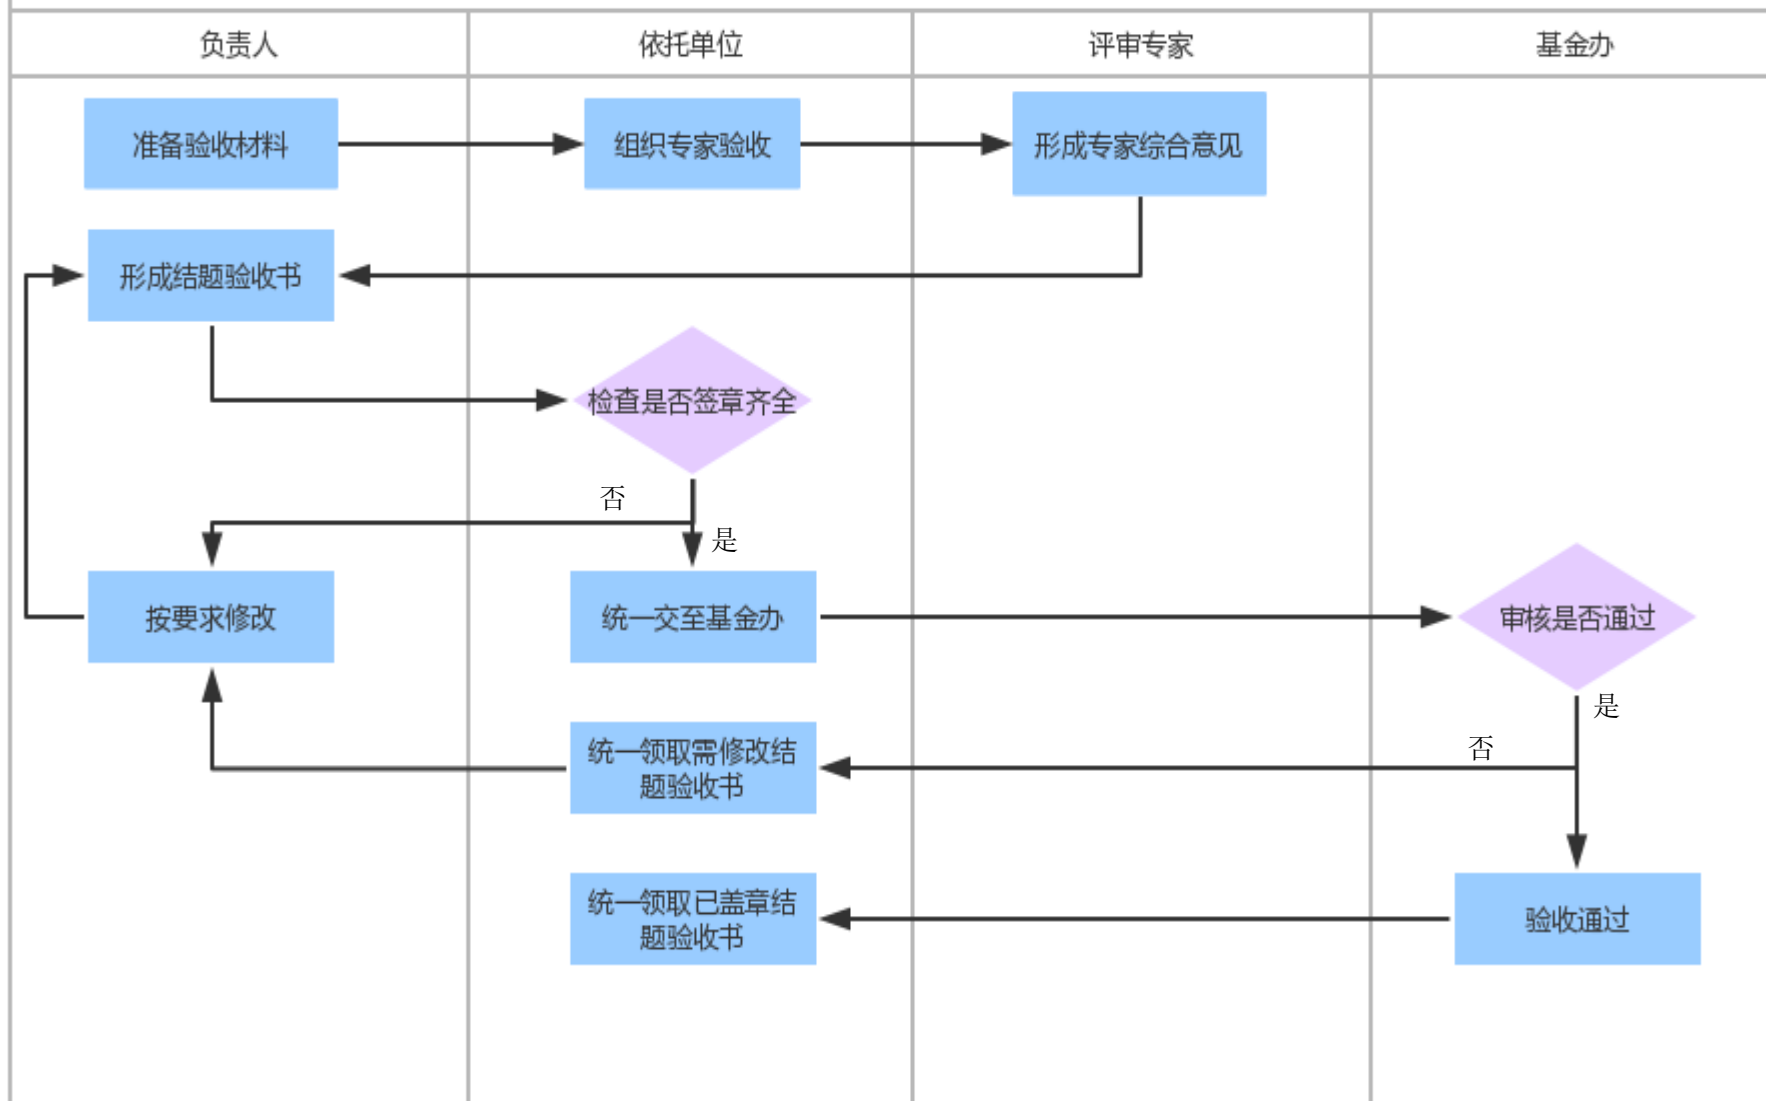 负责人
依托单位
评审专家
基金办
准备验收材料
组织专家验收
形成专家综合意见
形成结题验收书
检查是否签章齐全
否
是
按要求修改
统一交至基金办
审核是否通过
是
否
统一领取需修改结
题验收书
统一领取已盖章结
题验收书
验收通过